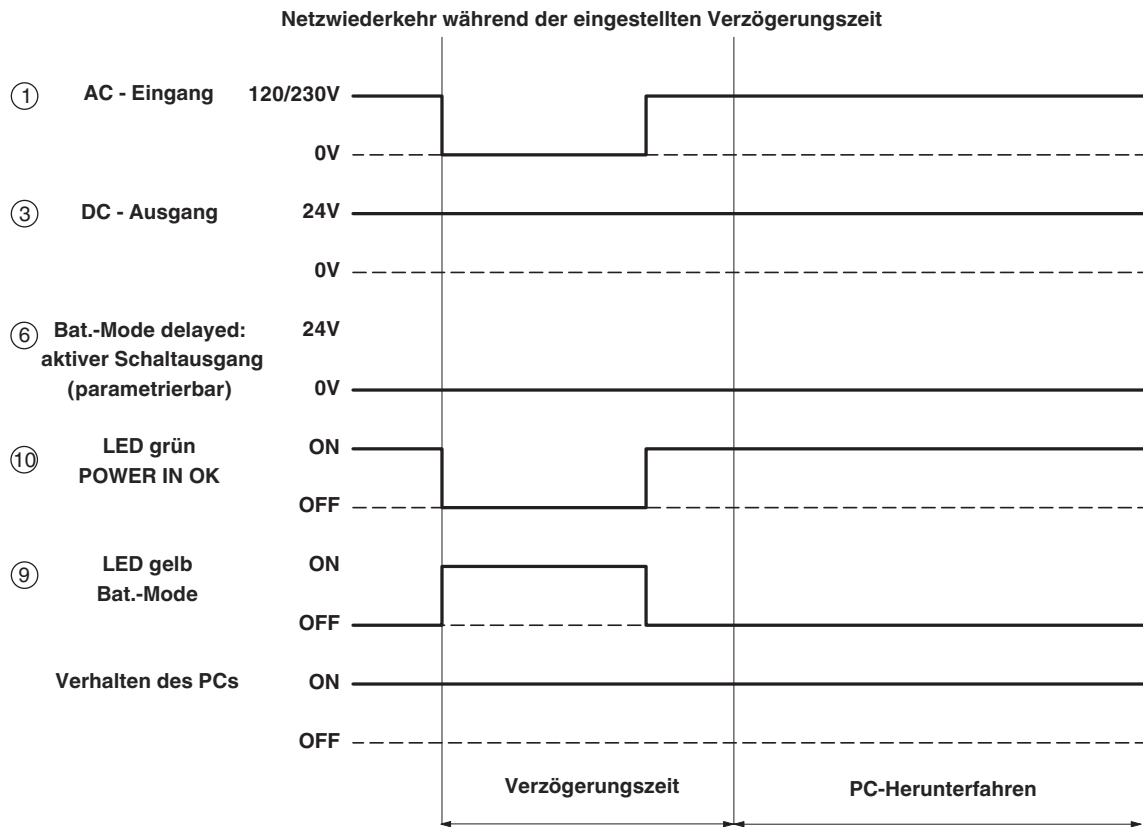 Netzwiederkehr während der eingestellten Verzögerungszeit
1 AC - Eingang 120/230V
0V
3 DC - Ausgang 24V
0V
6 Bat.-Mode delayed: 24V
aktiver Schaltausgang
(parametrierbar) 0V
10 LED grün ON
POWER IN OK
OFF
9 LED gelb ON
Bat.-Mode
OFF
Verhalten des PCs ON
OFF
Verzögerungszeit PC-Herunterfahren